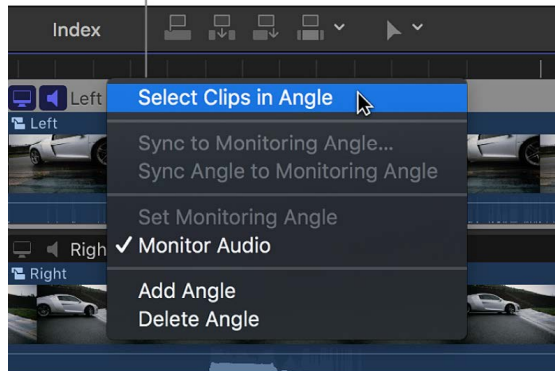 Index
Left
Select Clips in Angle
Left
Sync to Monitoring Angle...
Sync Angle to Monitoring Angle
Set Monitoring Angle
Righ
✓ Monitor Audio
Right
Add Angle
Delete Angle